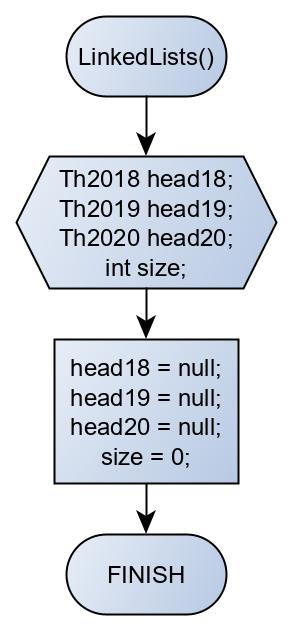 LinkedLists()
Th2018 head18;
Th2019 head19;
Th2020 head20;
int size;
head18 = null;
head19 = null;
head20 = null;
size = 0;
FINISH